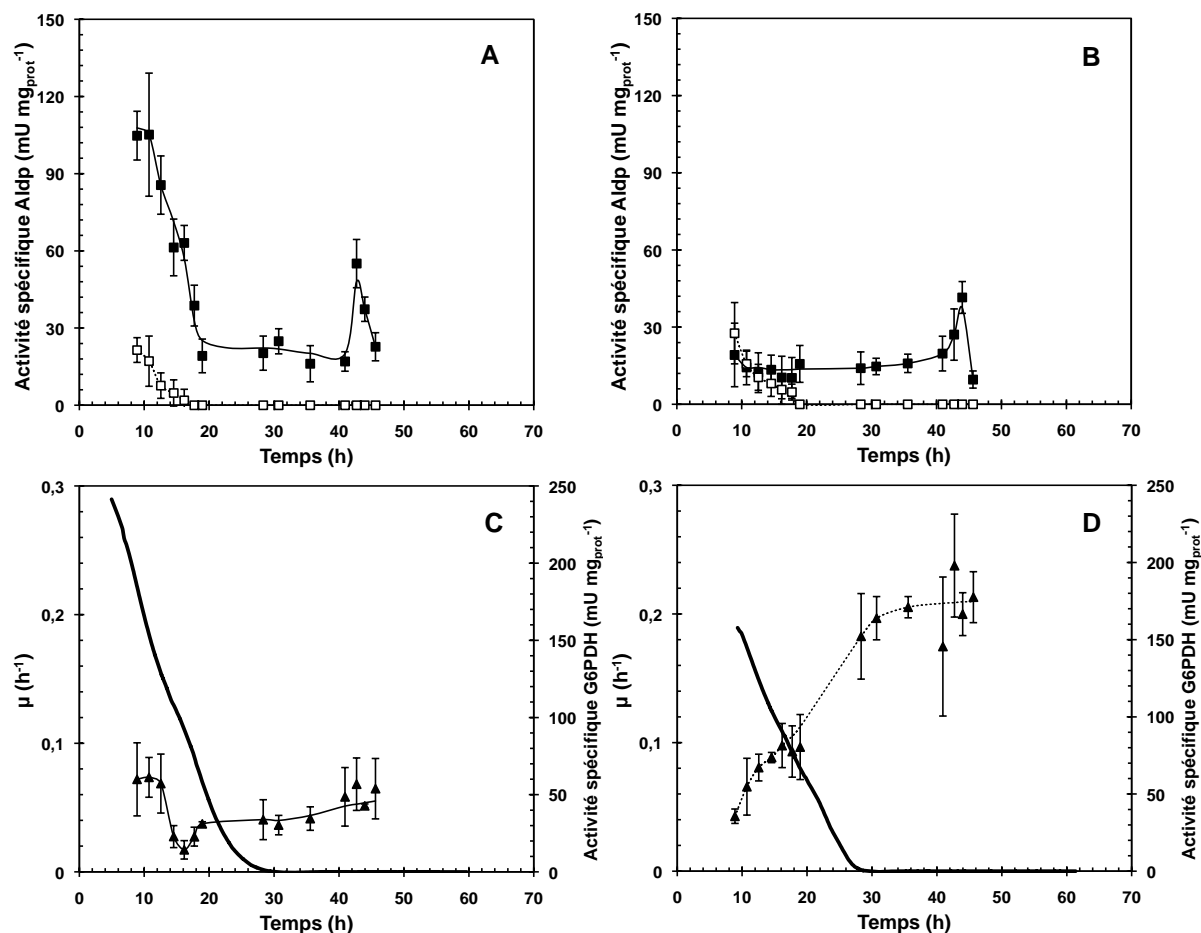 A
Activité spécifique Aldp (mU mgprot-1)
150
120
90
60
30
0
0 10 20 30 40 50 60 70
Temps (h)
B
Activité spécifique Aldp (mU mgprot-1)
150
120
90
60
30
0
0 10 20 30 40 50 60 70
Temps (h)
C
µ (h-1)
0,3
0,2
0,1
0
250
200
150
100
50
0
Activité spécifique G6PDH (mU mgprot-1)
0 10 20 30 40 50 60 70
Temps (h)
D
µ (h-1)
0,3
0,2
0,1
0
250
200
150
100
50
0
Activité spécifique G6PDH (mU mgprot-1)
0 10 20 30 40 50 60 70
Temps (h)